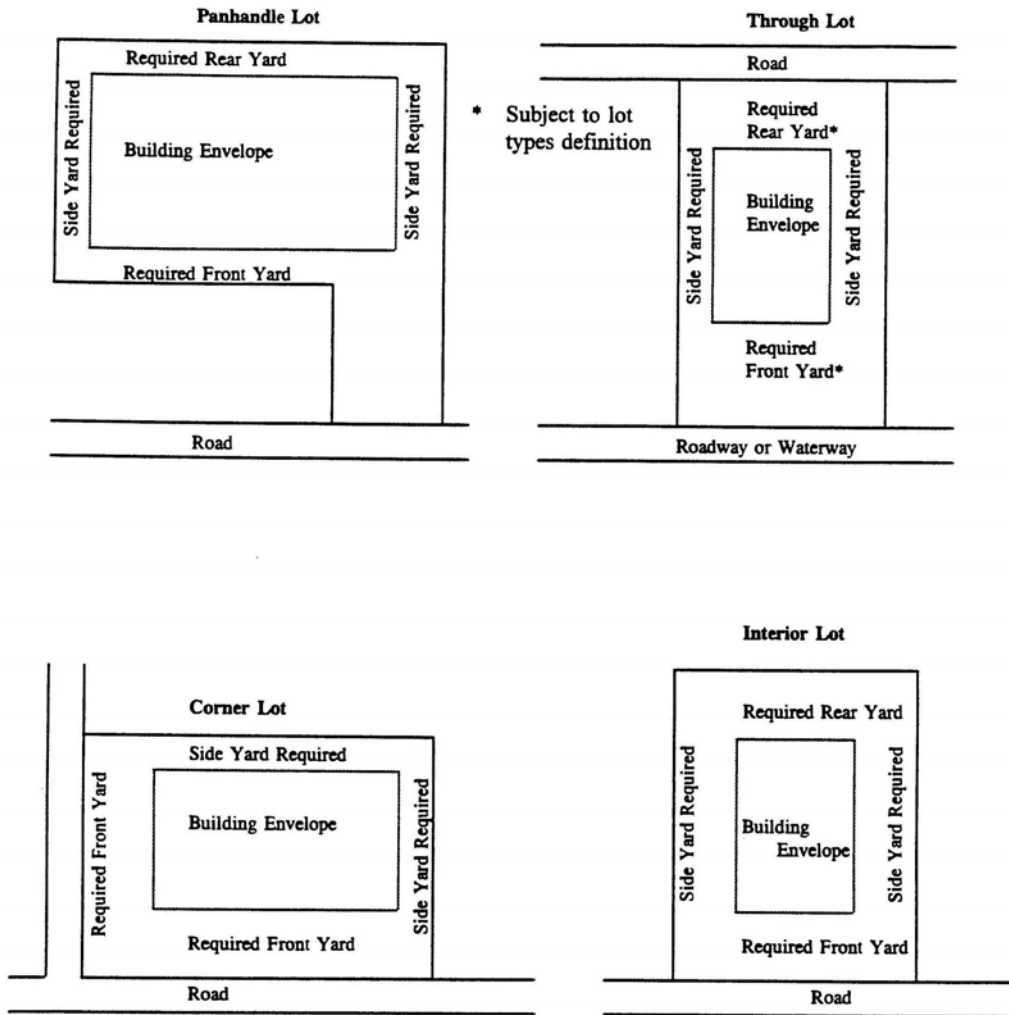 Panhandle Lot
Required Rear Yard
Side Yard Required
Building Envelope
Side Yard Required
Required Front Yard
Road
* Subject to lot
types definition
Through Lot
Road
Required
Rear Yard*
Side Yard Required
Building
Envelope
Side Yard Required
Required
Front Yard*
Roadway or Waterway
Corner Lot
Side Yard Required
Required Front Yard
Building Envelope
Side Yard Required
Required Front Yard
Road
Interior Lot
Required Rear Yard
Side Yard Required
Building
Envelope
Side Yard Required
Required Front Yard
Road